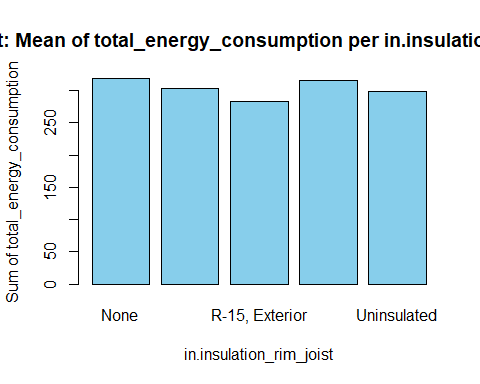 t: Mean of total_energy_consumption per in.insulatio
Sum of total_energy_consumption
250
150
50
0
None R-15, Exterior Uninsulated
in.insulation_rim_joist